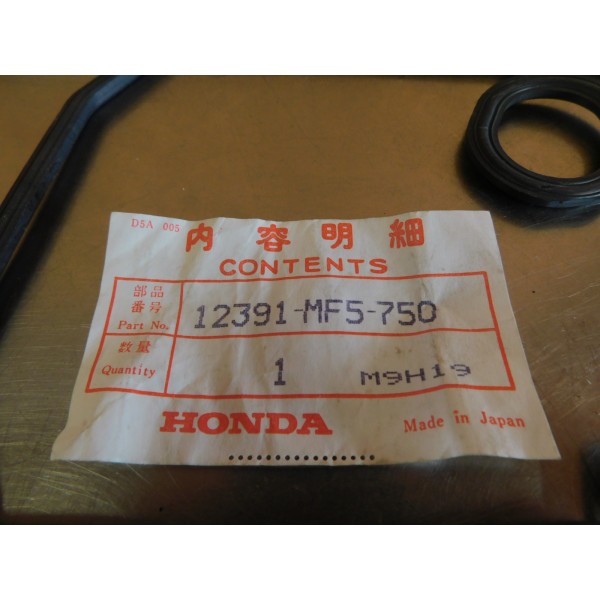 D5A 005
内容明細
CONTENTS
部品
番号
Part No.
12391-MF5-750
数量
Quantity
1
M9H19
HONDA
Made in Japan